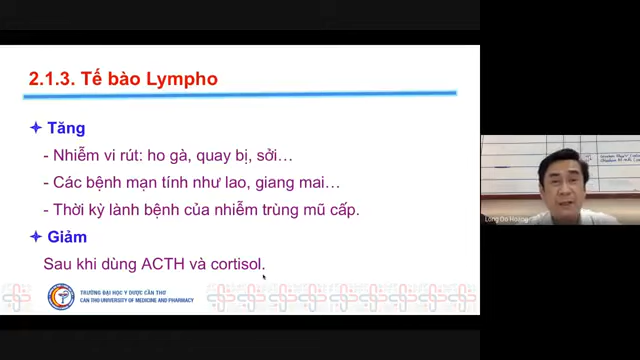 2.1.3. Tế bào Lympho
Tăng
- Nhiễm vi rút: ho gà, quay bị, sởi…
- Các bệnh mạn tính như lao, giang mai…
- Thời kỳ lành bệnh của nhiễm trùng mũ cấp.
Giảm
Sau khi dùng ACTH và cortisol.
TRƯỜNG ĐẠI HỌC Y DƯỢC CẦN THƠ
CAN THO UNIVERSITY OF MEDICINE AND PHARMACY